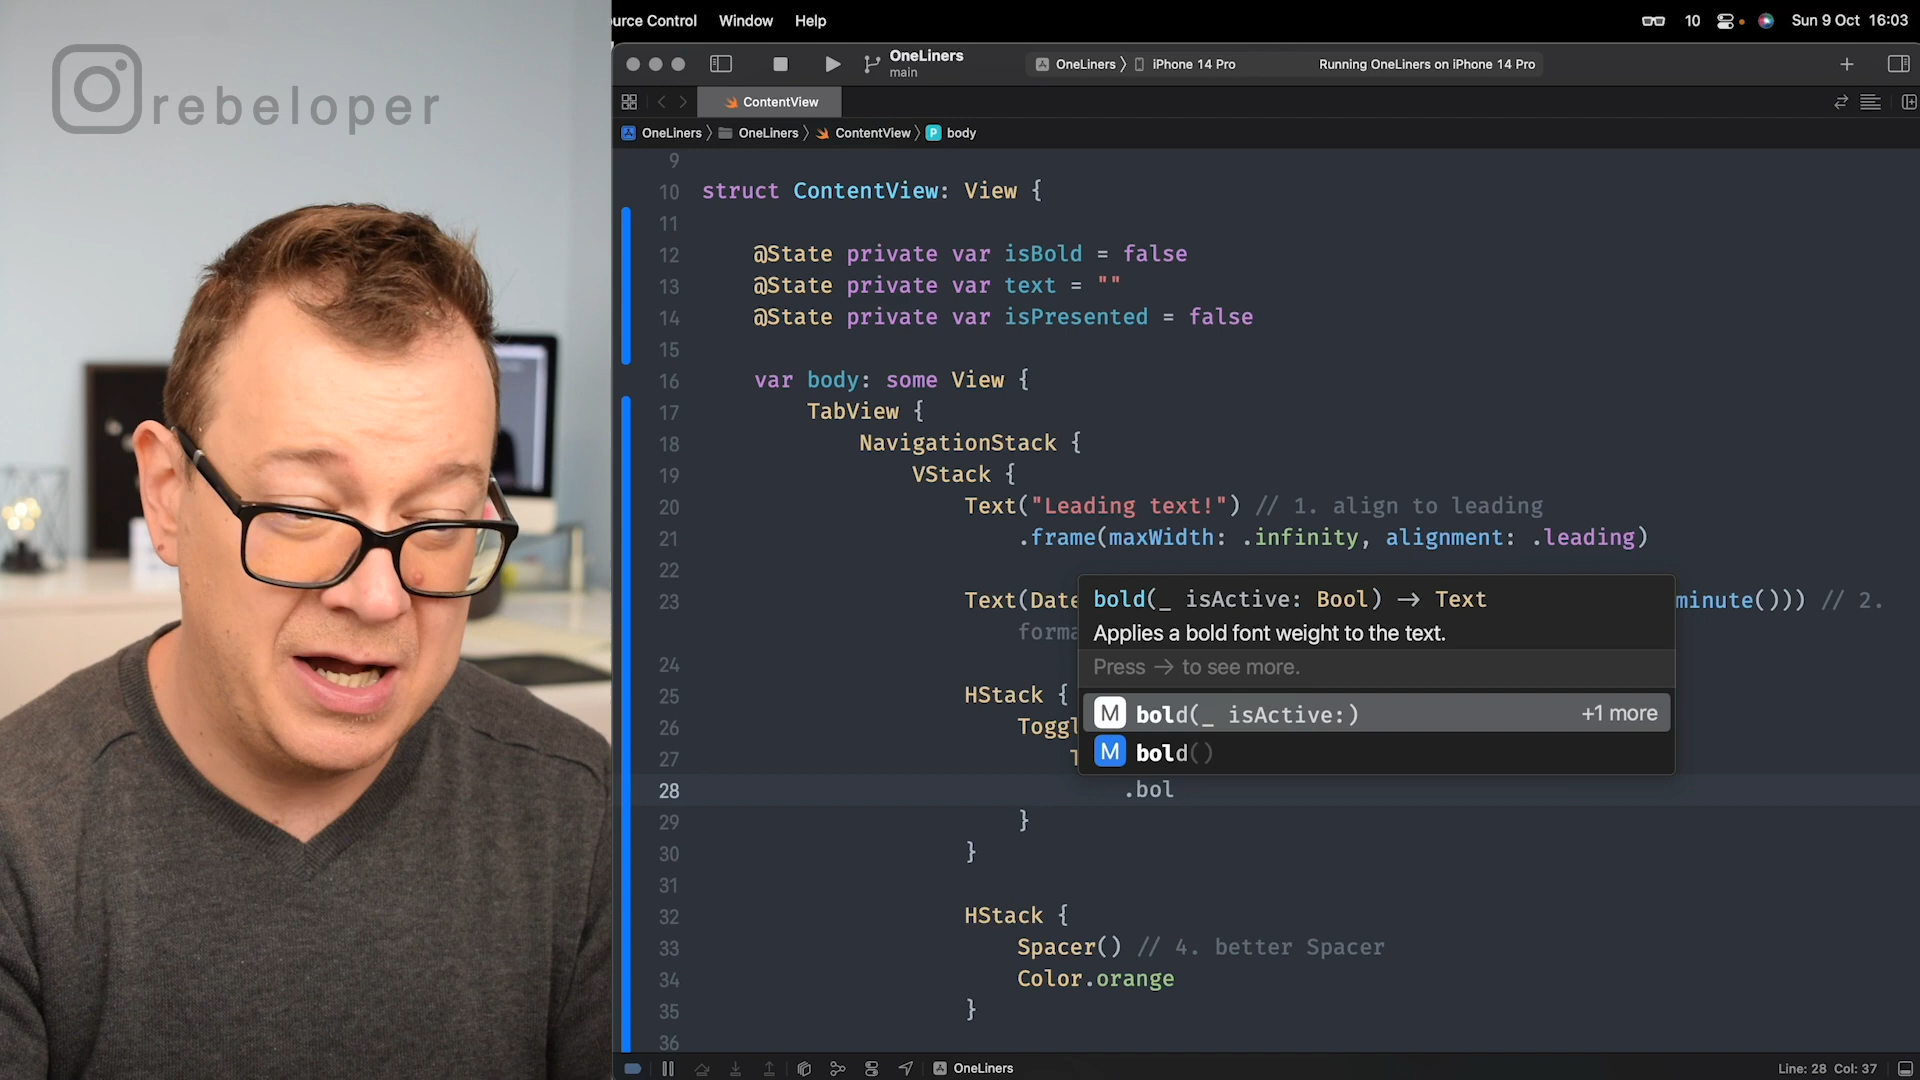 rebeloper
urce Control Window Help
10 Sun 9 Oct 16:03
OneLiners
main
OneLiners 〉 iPhone 14 Pro
Running OneLiners on iPhone 14 Pro
ContentView
OneLiners 〉 OneLiners 〉 ContentView 〉 P body
9
10 struct ContentView: View {
11
12 @State private var isBold = false
13 @State private var text = ""
14 @State private var isPresented = false
15
16 var body: some View {
17 TabView {
18 NavigationStack {
19 VStack {
20 Text("Leading text!") // 1. align to leading
21 .frame(maxWidth: .infinity, alignment: .leading)
22
23 Text(Date minute())) // 2.
forma
24
25 HStack {
26 Toggl
27 T
28 .bol
29 }
30 }
31
32 HStack {
33 Spacer() // 4. better Spacer
34 Color.orange
35 }
36
bold(_ isActive: Bool) → Text
Applies a bold font weight to the text.
Press → to see more.
M bold(_ isActive:) +1 more
M bold()
OneLiners
Line: 28 Col: 37